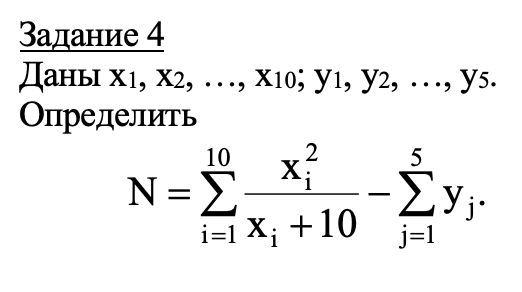 Задание 4
Даны x₁, x₂, …, x₁₀; y₁, y₂, …, y₅.
Определить
N = ∑_{i=1}^{10} \frac{x_i^2}{x_i + 10} − ∑_{j=1}^{5} y_j.